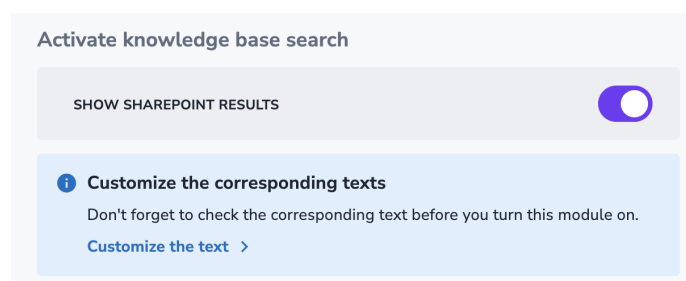 Activate knowledge base search
SHOW SHAREPOINT RESULTS
Customize the corresponding texts
Don't forget to check the corresponding text before you turn this module on.
Customize the text